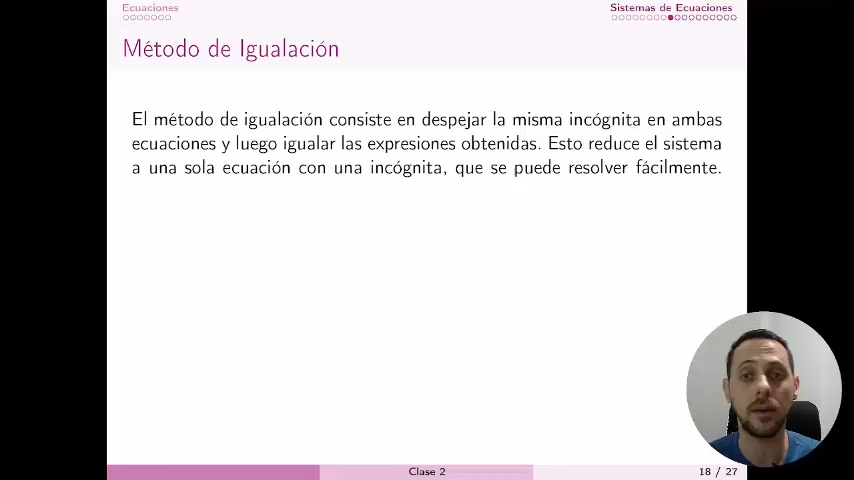 Ecuaciones
Sistemas de Ecuaciones
Método de Igualación
El método de igualación consiste en despejar la misma incógnita en ambas
ecuaciones y luego igualar las expresiones obtenidas. Esto reduce el sistema
a una sola ecuación con una incógnita, que se puede resolver fácilmente.
Clase 2
18 / 27